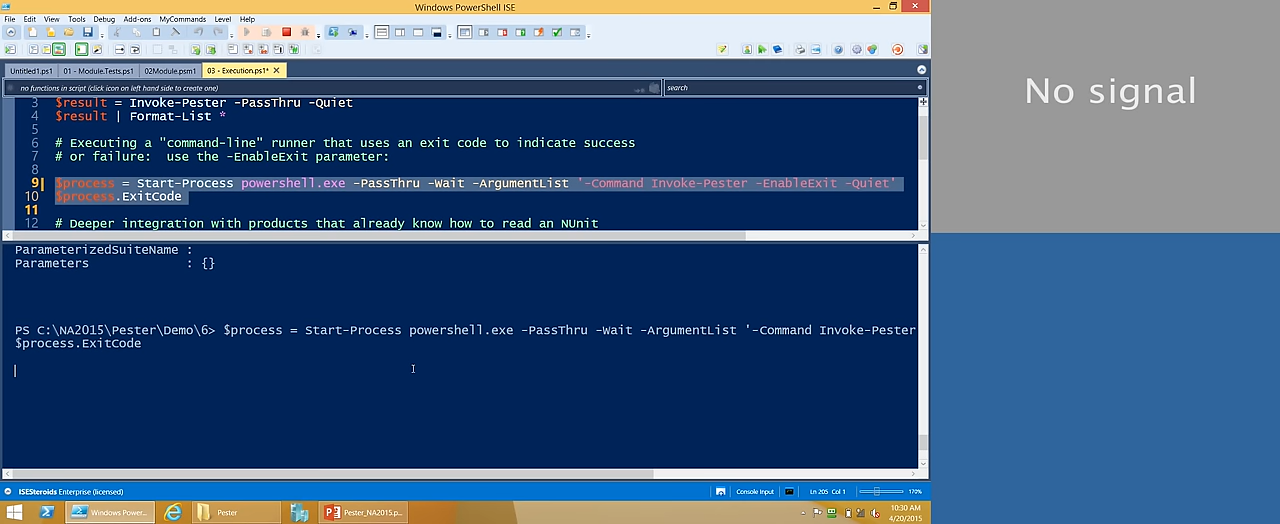 Windows PowerShell ISE
File Edit View Tools Debug Add-ons MyCommands Level Help
Untitled1.ps1 01 - Module.Tests.ps1 02Module.psm1 03 - Execution.ps1*
no functions in script (click icon on left hand side to create one) search
3 $result = Invoke-Pester -PassThru -Quiet
4 $result | Format-List *
5
6 # Executing a "command-line" runner that uses an exit code to indicate success
7 # or failure: use the -EnableExit parameter:
8
9 $process = Start-Process powershell.exe -PassThru -Wait -ArgumentList '-Command Invoke-Pester -EnableExit -Quiet'
10 $process.ExitCode
11
12 # Deeper integration with products that already know how to read an NUnit
ParameterizedSuiteName :
Parameters : {}
PS C:\NA2015\Pester\Demo\6> $process = Start-Process powershell.exe -PassThru -Wait -ArgumentList '-Command Invoke-Pester
$process.ExitCode
ISESteroids Enterprise (licensed) Console Input Ln 205 Col 1 170%
Windows Power... Pester Pester_NA2015.p... 10:30 AM
4/20/2015
No signal